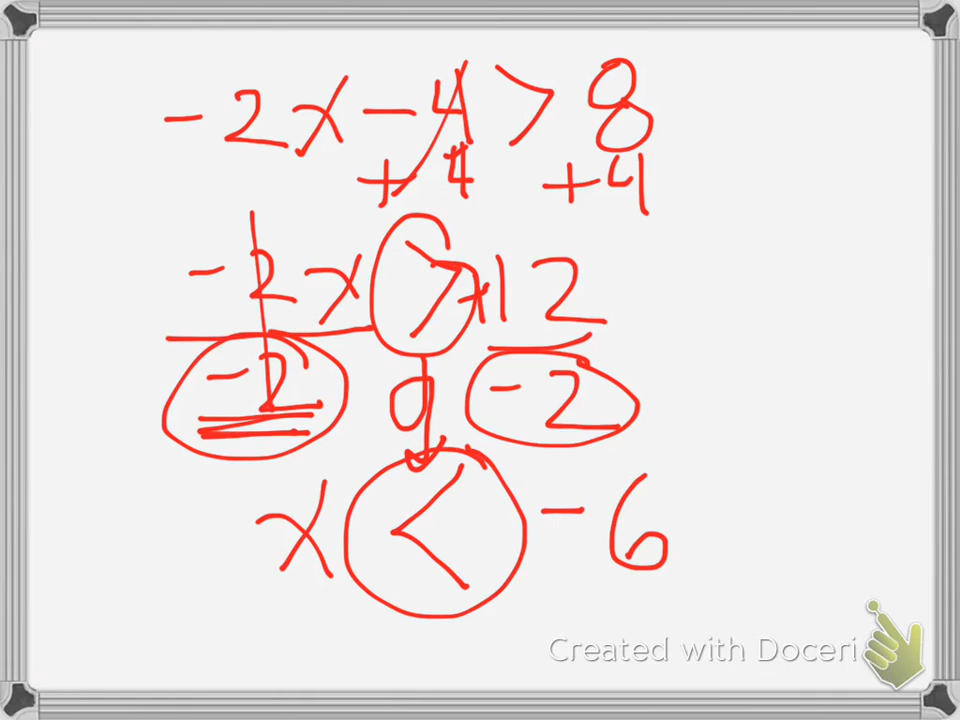 -2x - 4 > 8
+ 4 +4
-2x > +12
-2 -2
x < -6
Created with Doceri